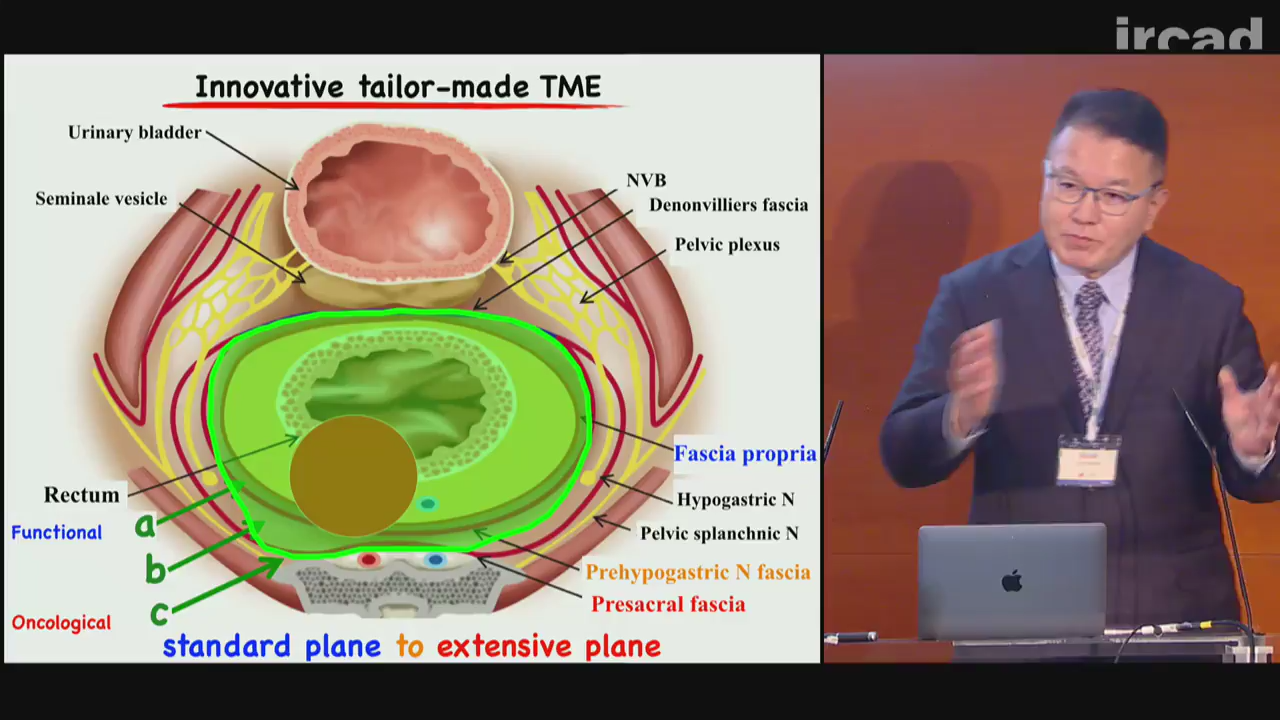 ircad
Innovative tailor-made TME
Urinary bladder
NVB
Denonvilliers fascia
Seminale vesicle
Pelvic plexus
Fascia propria
Rectum
Hypogastric N
a
Functional
Pelvic splanchnic N
b
Prehypogastric N fascia
c
Presacral fascia
Oncological
standard plane to extensive plane